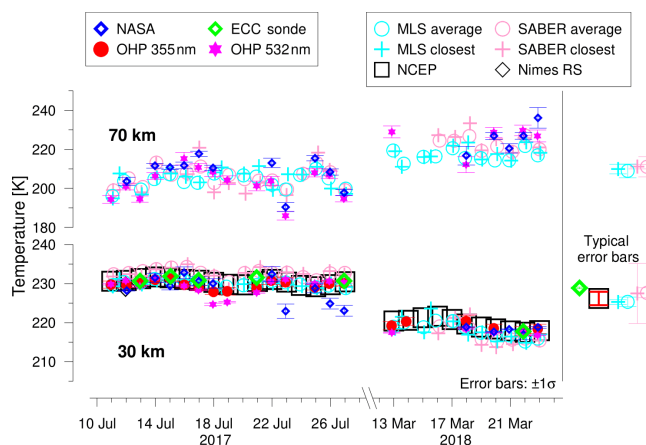 NASA
ECC sonde
OHP 355nm
OHP 532nm
MLS average
SABER average
MLS closest
SABER closest
NCEP
Nimes RS
240
70 km
220
200
180
Temperature [K]
240
230
220
210
30 km
Typical
error bars
Error bars: ±1σ
10 Jul
14 Jul
18 Jul
22 Jul
26 Jul
13 Mar
17 Mar
21 Mar
2017
2018